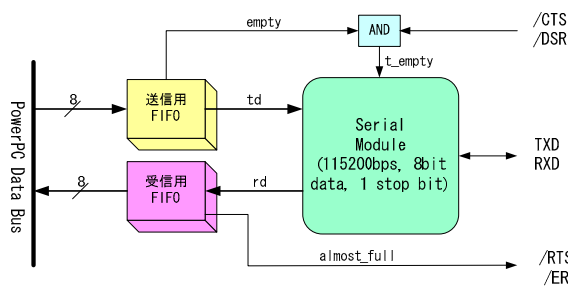 empty
AND
/CTS
/DSR
t_empty
PowerPC Data Bus
8
送信用
FIFO
td
Serial
Module
(115200bps, 8bit
data, 1 stop bit)
TXD
RXD
8
受信用
FIFO
rd
almost_full
/RTS
/ER